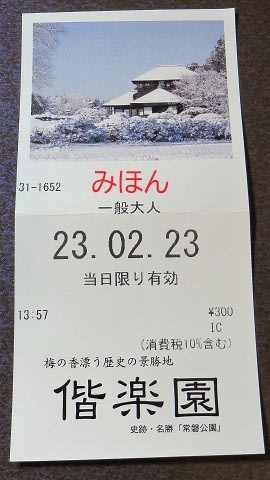 31-1652
みほん
一般大人
23.02.23
当日限り有効
13:57
¥300
1C
(消費税10%含む)
梅の香漂う歴史の景勝地
偕楽園
史跡・名勝「常磐公園」